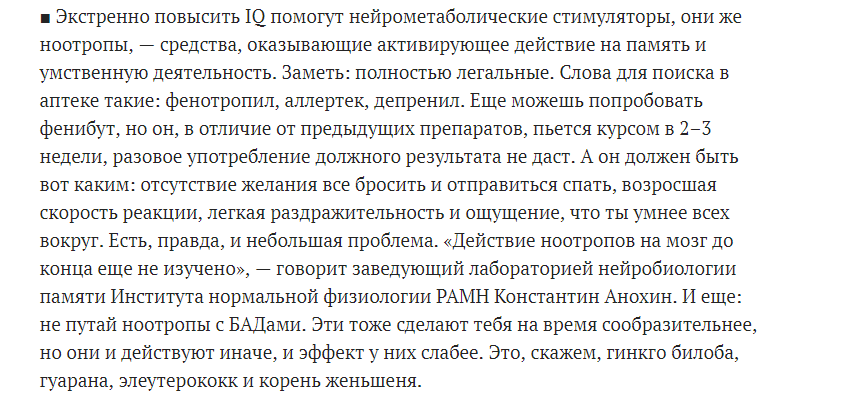 ■ Экстренно повысить IQ помогут нейрометаболические стимуляторы, они же
ноотропы, — средства, оказывающие активирующее действие на память и
умственную деятельность. Заметь: полностью легальные. Слова для поиска в
аптеке такие: фенотропил, аллертек, депренил. Еще можешь попробовать
фенибут, но он, в отличие от предыдущих препаратов, пьется курсом в 2–3
недели, разовое употребление должного результата не даст. А он должен быть
вот каким: отсутствие желания все бросить и отправиться спать, возросшая
скорость реакции, легкая раздражительность и ощущение, что ты умнее всех
вокруг. Есть, правда, и небольшая проблема. «Действие ноотропов на мозг до
конца еще не изучено», — говорит заведующий лабораторией нейробиологии
памяти Института нормальной физиологии РАМН Константин Анохин. И еще:
не путай ноотропы с БАДами. Эти тоже сделают тебя на время сообразительнее,
но они и действуют иначе, и эффект у них слабее. Это, скажем, гинкго билоба,
гуарана, элеутерококк и корень женьшеня.